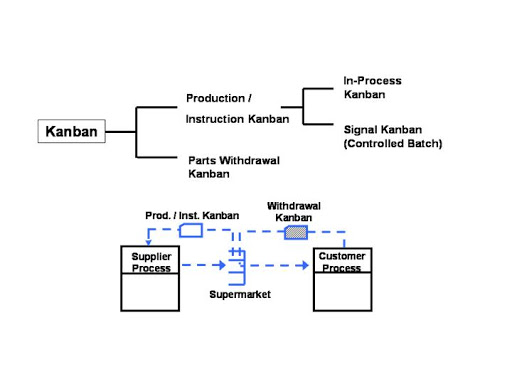 In-Process
Kanban
Production /
Instruction Kanban
Kanban
Signal Kanban
(Controlled Batch)
Parts Withdrawal
Kanban
Withdrawal
Kanban
Prod. / Inst. Kanban
Supplier
Process
Customer
Process
Supermarket